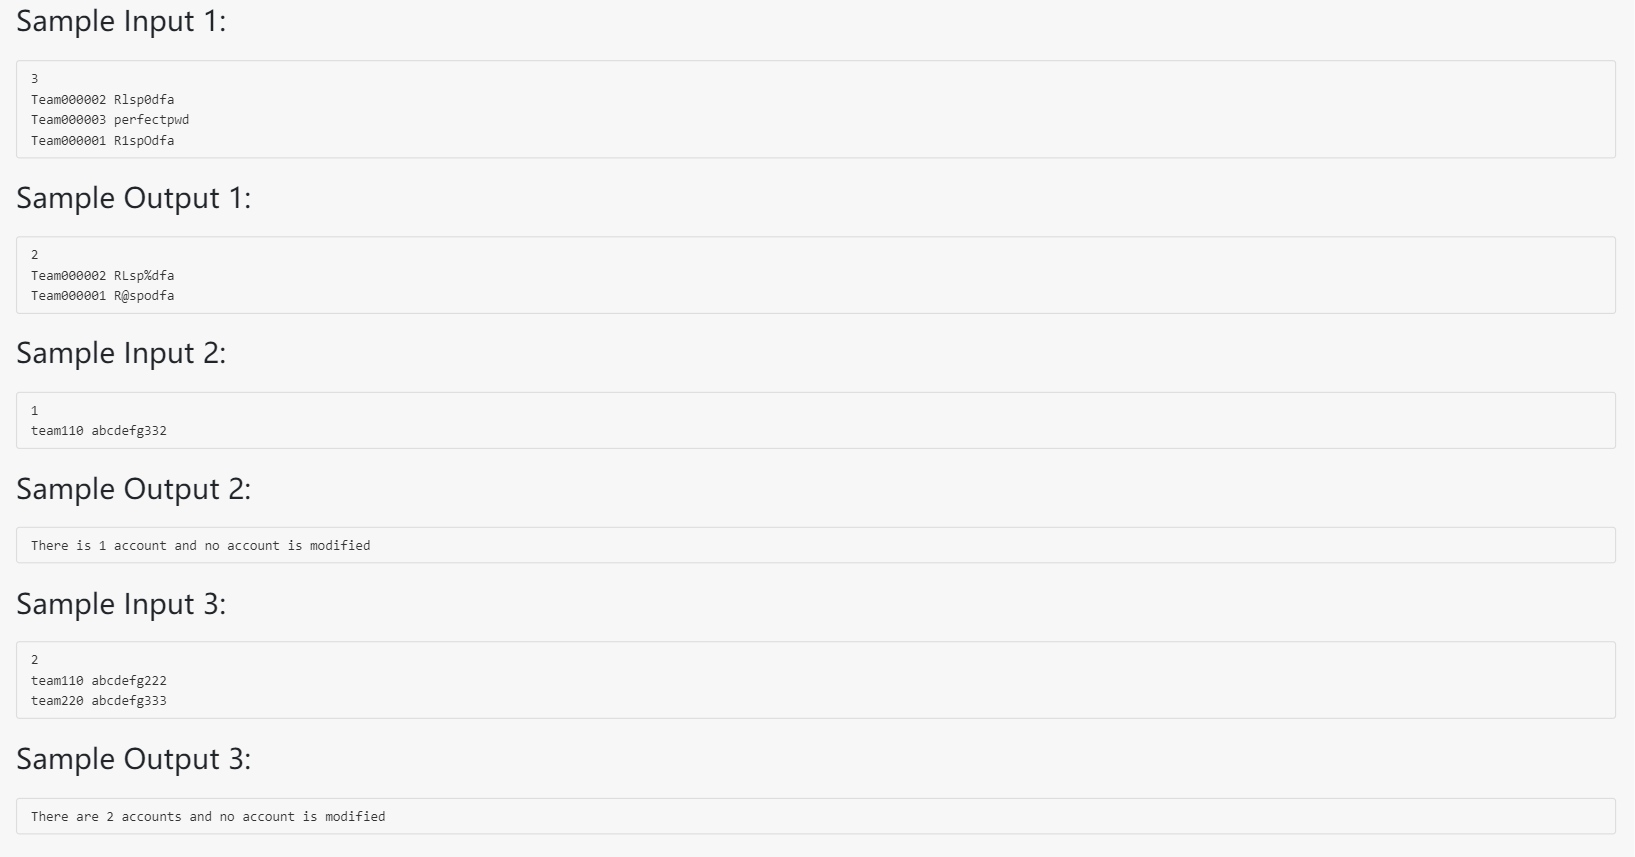 Sample Input 1:
3
Team000002 Rlsp0dfa
Team000003 perfectpwd
Team000001 R1spOdfa
Sample Output 1:
2
Team000002 RLsp%dfa
Team000001 R@spodfa
Sample Input 2:
1
team110 abcdefg332
Sample Output 2:
There is 1 account and no account is modified
Sample Input 3:
2
team110 abcdefg222
team220 abcdefg333
Sample Output 3:
There are 2 accounts and no account is modified